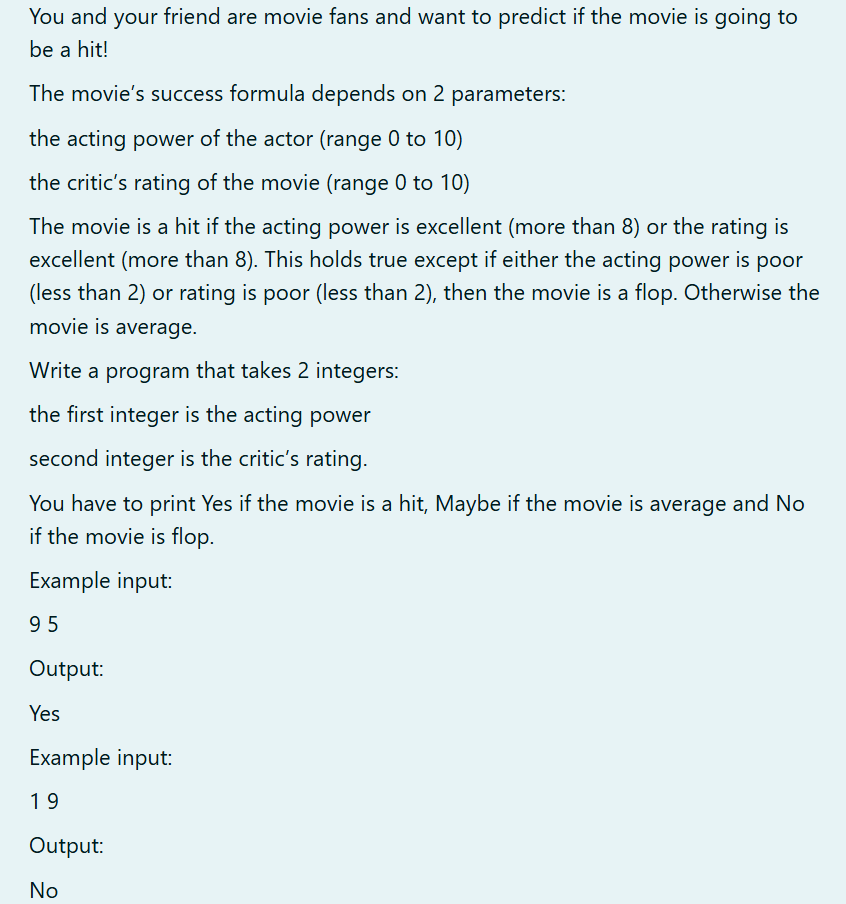 You and your friend are movie fans and want to predict if the movie is going to
be a hit!
The movie’s success formula depends on 2 parameters:
the acting power of the actor (range 0 to 10)
the critic’s rating of the movie (range 0 to 10)
The movie is a hit if the acting power is excellent (more than 8) or the rating is
excellent (more than 8). This holds true except if either the acting power is poor
(less than 2) or rating is poor (less than 2), then the movie is a flop. Otherwise the
movie is average.
Write a program that takes 2 integers:
the first integer is the acting power
second integer is the critic’s rating.
You have to print Yes if the movie is a hit, Maybe if the movie is average and No
if the movie is flop.
Example input:
9 5
Output:
Yes
Example input:
1 9
Output:
No